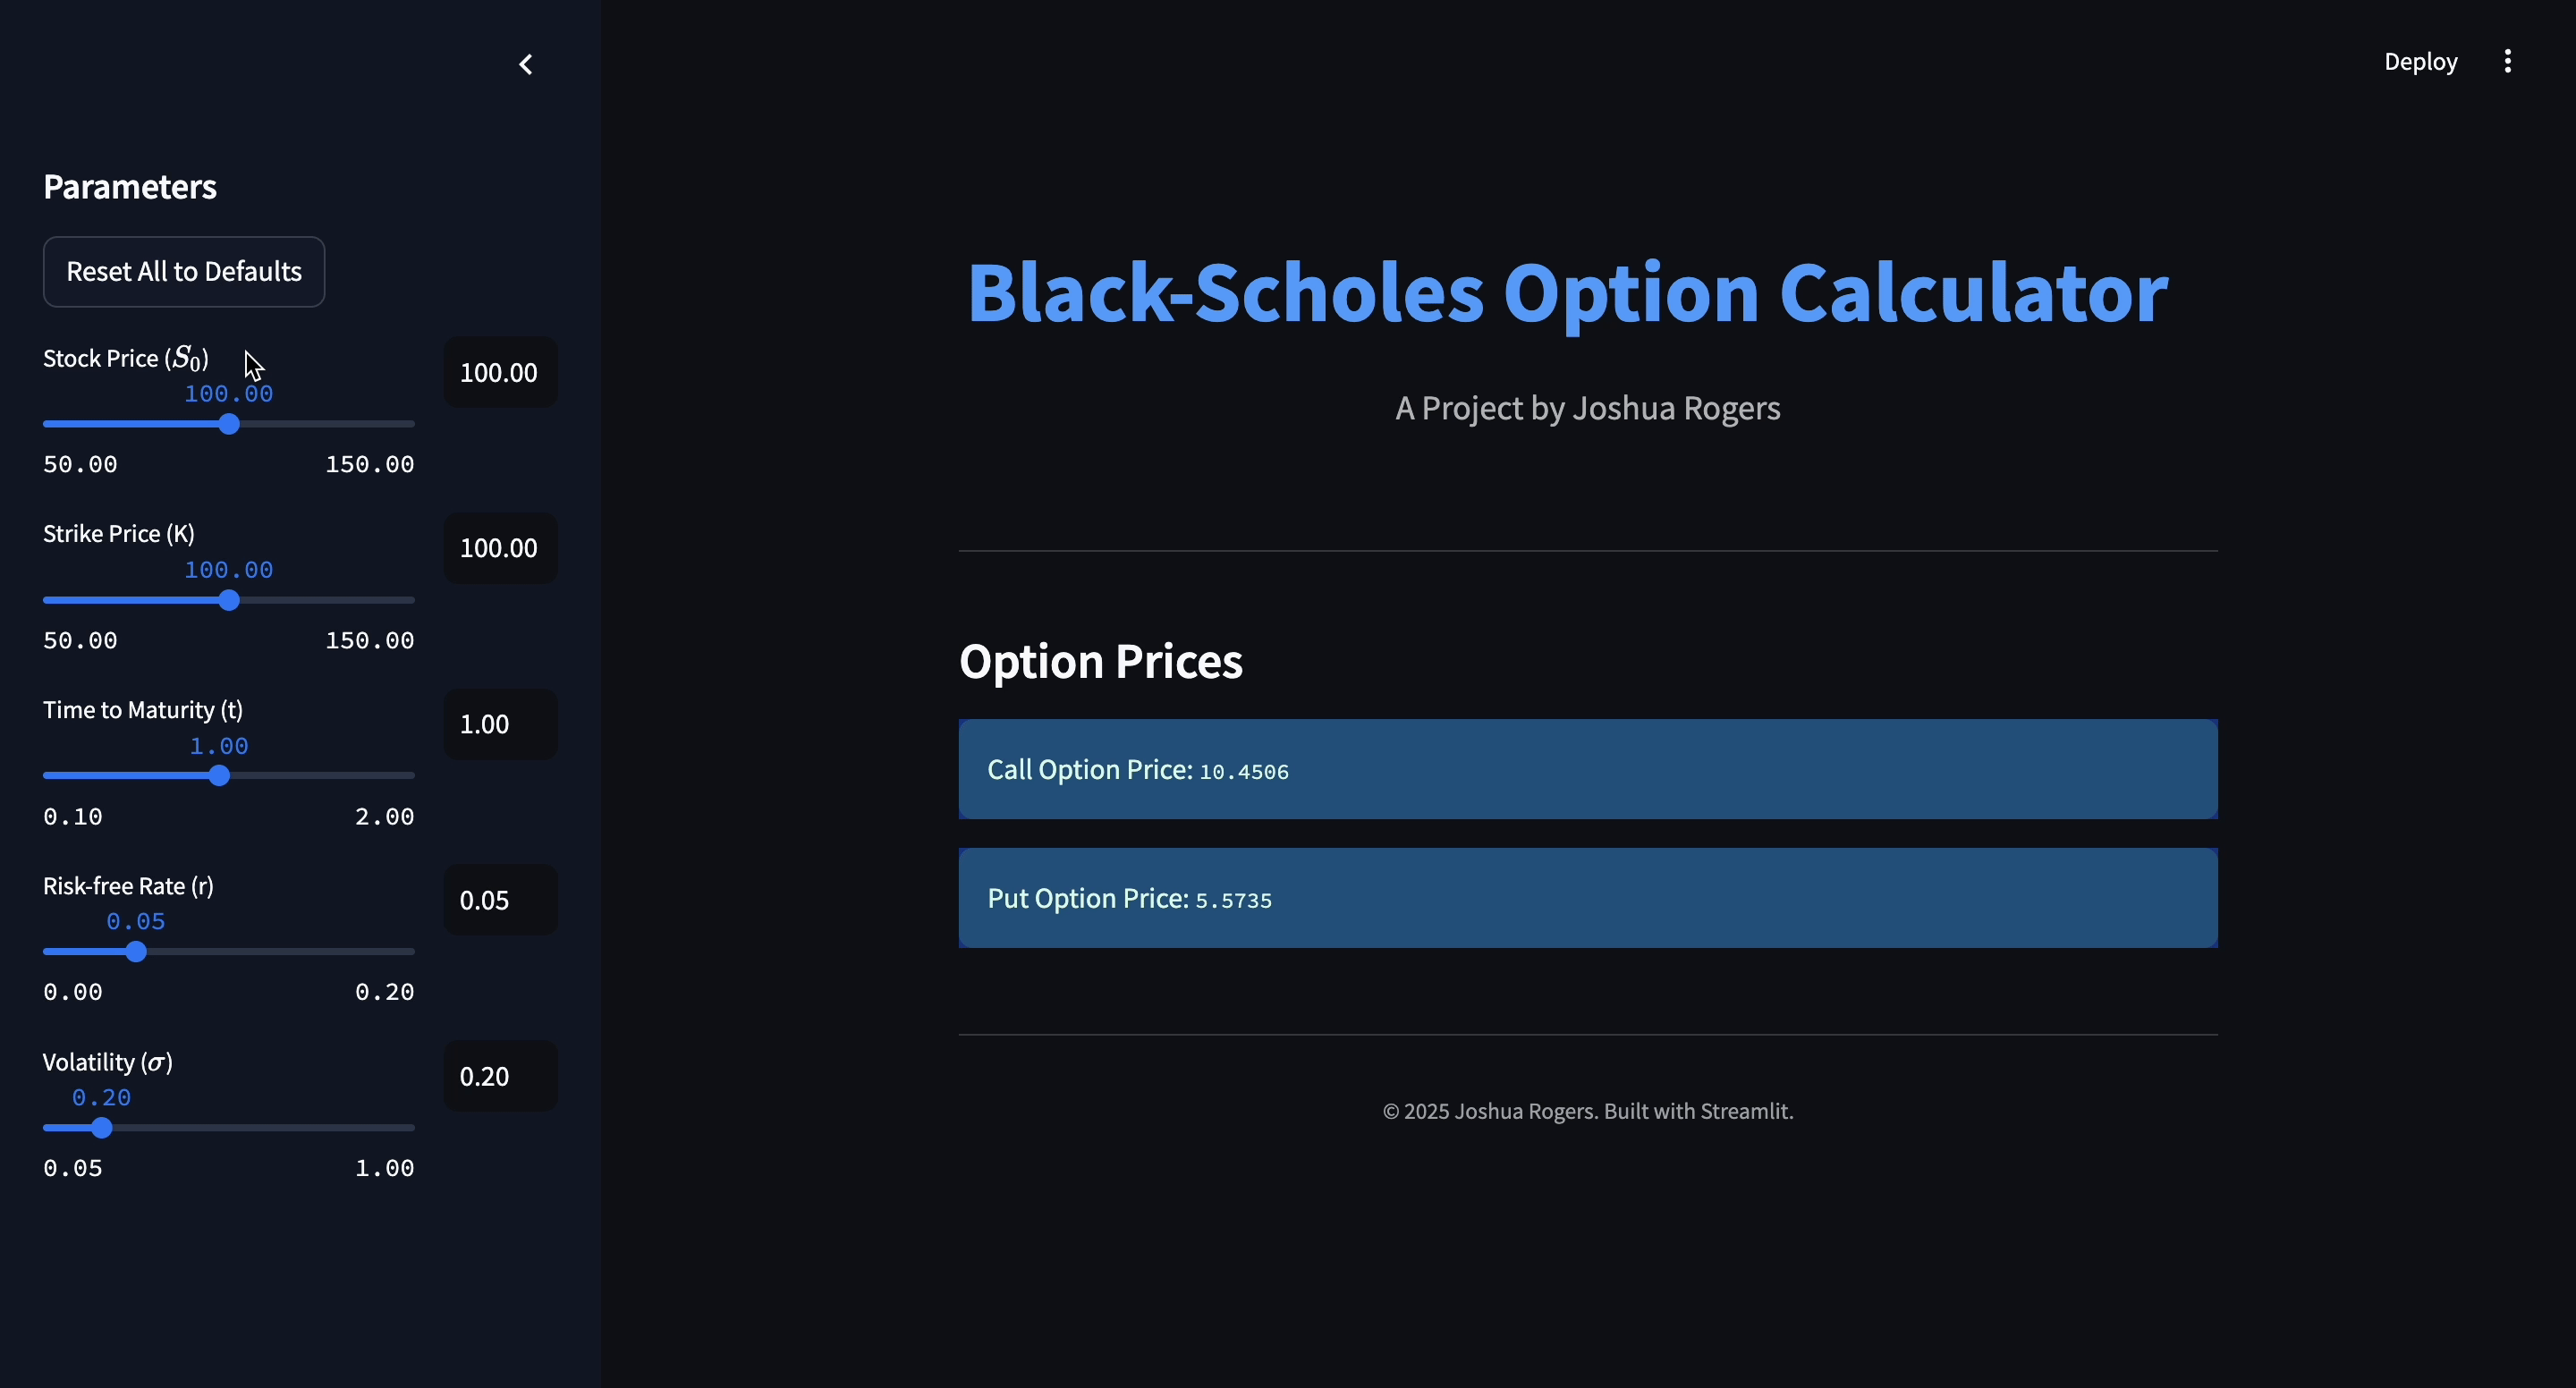 Deploy
Parameters
Reset All to Defaults
Stock Price (S₀)
100.00
100.00
50.00 150.00
Strike Price (K)
100.00
100.00
50.00 150.00
Time to Maturity (t)
1.00
1.00
0.10 2.00
Risk-free Rate (r)
0.05
0.05
0.00 0.20
Volatility (σ)
0.20
0.20
0.05 1.00
Black-Scholes Option Calculator
A Project by Joshua Rogers
Option Prices
Call Option Price: 10.4506
Put Option Price: 5.5735
© 2025 Joshua Rogers. Built with Streamlit.